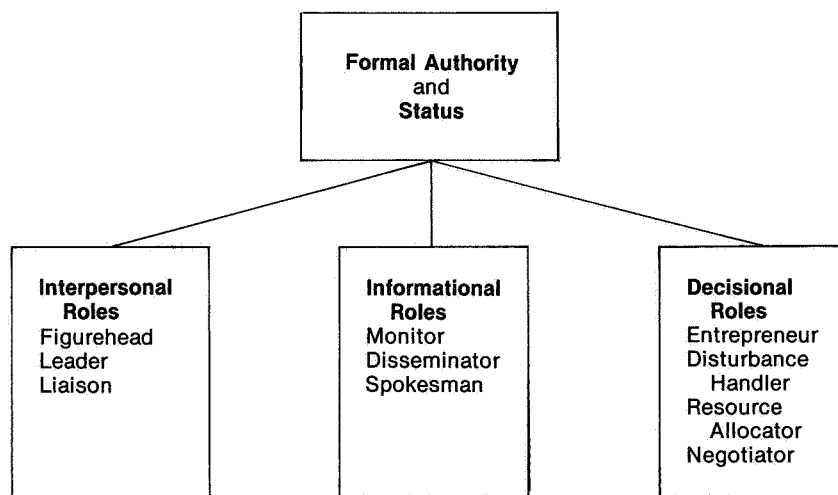 Formal Authority
and
Status
Interpersonal
Roles
Figurehead
Leader
Liaison
Informational
Roles
Monitor
Disseminator
Spokesman
Decisional
Roles
Entrepreneur
Disturbance
Handler
Resource
Allocator
Negotiator